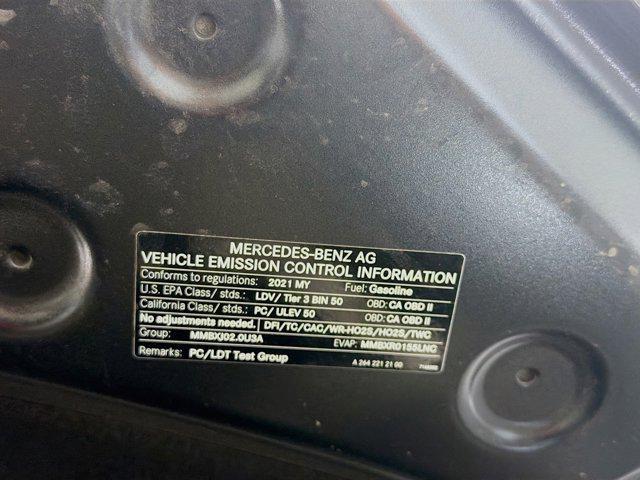 MERCEDES-BENZ AG
VEHICLE EMISSION CONTROL INFORMATION
Conforms to regulations: 2021 MY Fuel: Gasoline
U.S. EPA Class/ stds.: LDV/ Tier 3 BIN 50 OBD: CA OBD II
California Class/ stds.: PC/ ULEV 50 OBD: CA OBD II
No adjustments needed. DFI/TC/CAC/WR-HO2S/HO2S/TWC
Group: MMBXJ02.0U3A EVAP: MMBXR0155LNC
Remarks: PC/LDT Test Group A 264 221 21 00